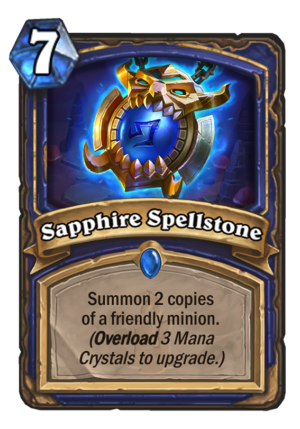 7
Sapphire Spellstone
Summon 2 copies
of a friendly minion.
(Overload 3 Mana
Crystals to upgrade.)